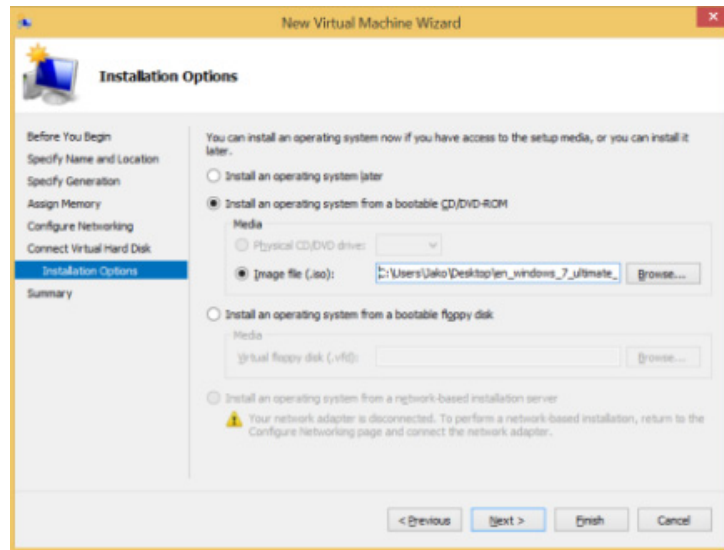 New Virtual Machine Wizard
Installation Options
Before You Begin
Specify Name and Location
Specify Generation
Assign Memory
Configure Networking
Connect Virtual Hard Disk
Installation Options
Summary
You can install an operating system now if you have access to the setup media, or you can install it
later.
Install an operating system later
Install an operating system from a bootable CD/DVD-ROM
Media
Physical CD/DVD drive:
Image file (.iso):
C:\Users\Jako\Desktop\en_windows_7_ultimate_
Browse...
Install an operating system from a bootable floppy disk
Media
Virtual floppy disk (.vfd):
Browse...
Install an operating system from a network-based installation server
Your network adapter is disconnected. To perform a network-based installation, return to the
Configure Networking page and connect the network adapter.
< Previous
Next >
Finish
Cancel